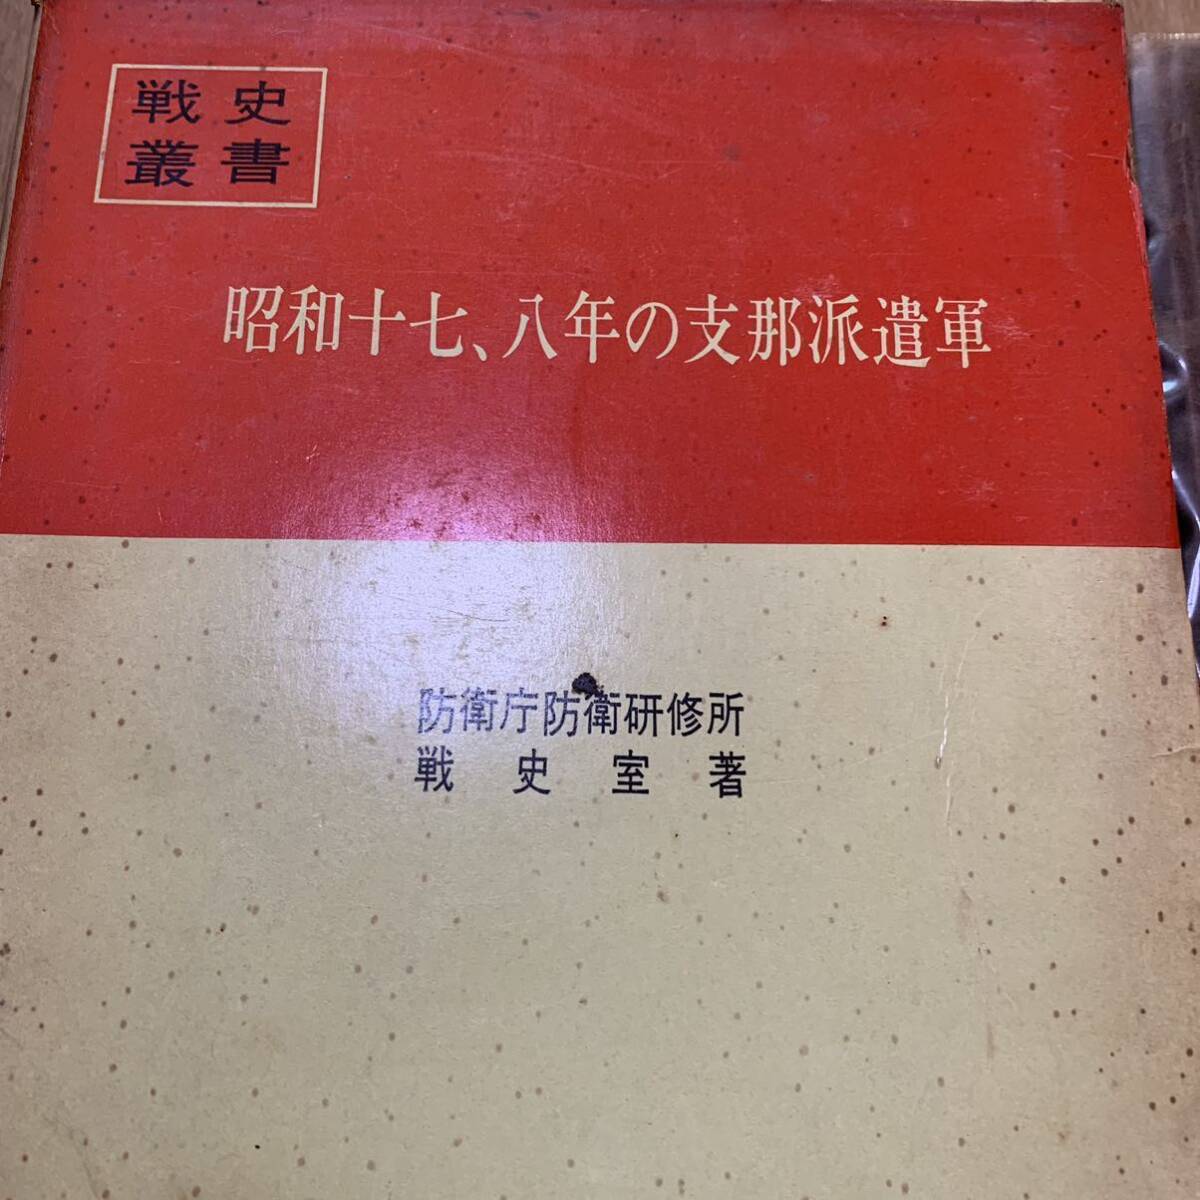 戦史
叢書
昭和十七、八年の支那派遣軍
防衛庁防衛研修所
戦史室著